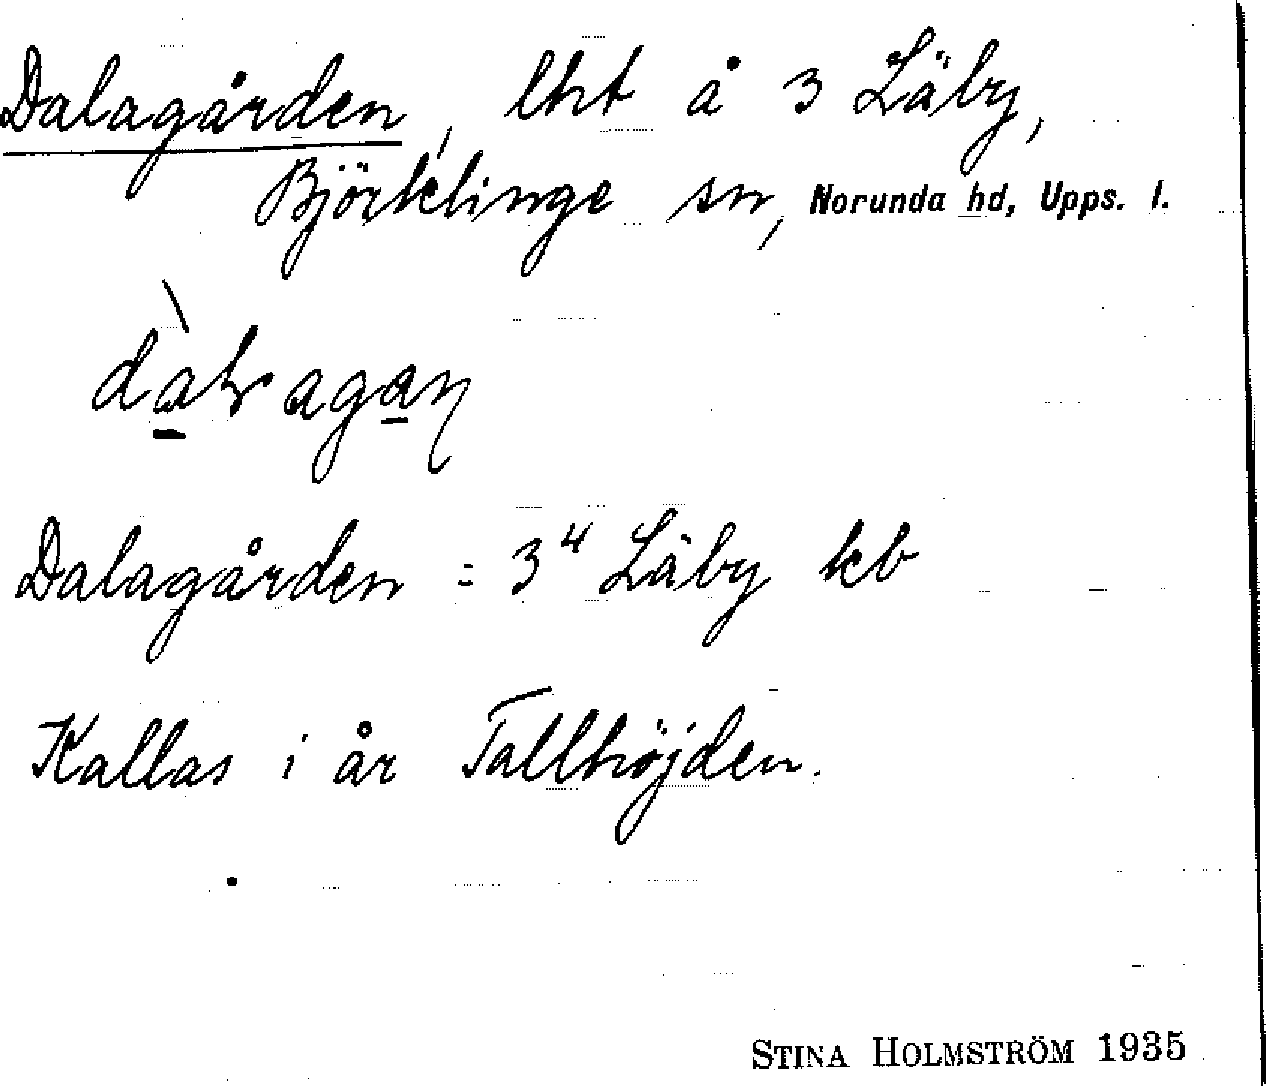 Dalagården, lht å 3 Läby,
Björklinge sn, Norunda hd, Upps. l.
Dalagården = 3⁴ Läby kb
Kallas i år Tallhöjden.
STINA HOLMSTRÖM 1935